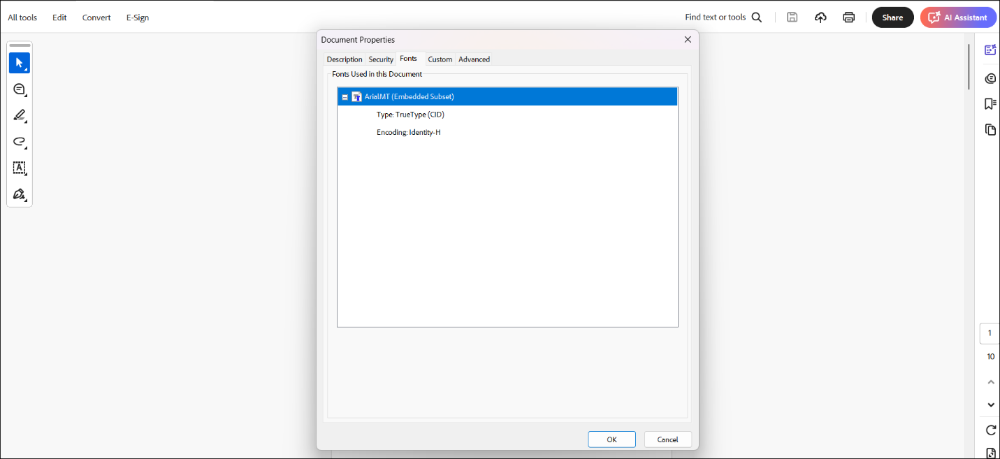 All tools Edit Convert E-Sign Find text or tools Share AI Assistant
Document Properties
Description Security Fonts Custom Advanced
Fonts Used in this Document
ArialMT (Embedded Subset)
Type: TrueType (CID)
Encoding: Identity-H
1
10
OK Cancel